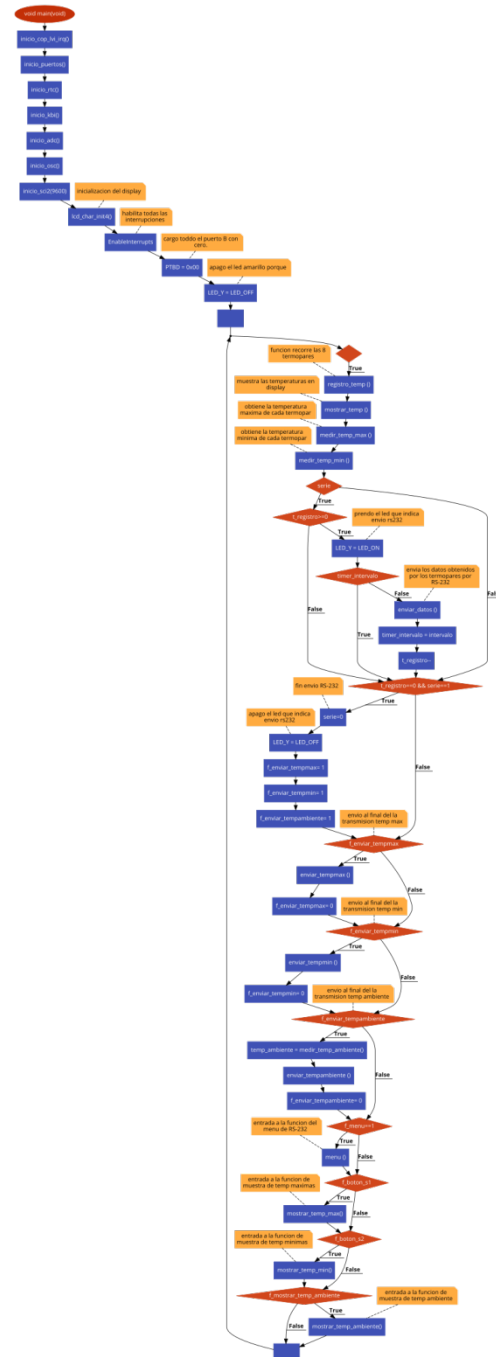 void main(void)
inicio_cop_lvi_irq()
inicio_puertos()
inicio_rtc()
inicio_kbi()
inicio_adc()
inicio_osc()
inicio_sci2(9600)
inicializacion del display
lcd_char_init4()
habilita todas las
interrupciones
EnableInterrupts
cargo toddo el puerto B con
cero.
PTBD = 0x00
apago el led amarillo porque
LED_Y = LED_OFF
funcion recorre las 8
termopares
True
registro_temp ()
muestra las temperaturas en
display
mostrar_temp ()
obtiene la temperatura
maxima de cada termopar
medir_temp_max ()
obtiene la temperatura
minima de cada termopar
medir_temp_min ()
serie
True
t_registro>=0
prendo el led que indica
envio rs232
True
LED_Y = LED_ON
timer_intervalo
envia los datos obtenidos
por los termopares por
RS-232
False
enviar_datos ()
Fal
False
True
timer_intervalo = intervalo
t_registro--
t_registro==0 && serie==1
fin envio RS-232
True
serie=0
apago el led que indica
envio rs232
LED_Y = LED_OFF
False
f_enviar_tempmax= 1
f_enviar_tempmin= 1
f_enviar_tempambiente= 1
envio al final del la
transmision temp max
f_enviar_tempmax
True
enviar_tempmax ()
False
f_enviar_tempmax= 0
envio al final del la
transmision temp min
f_enviar_tempmin
True
enviar_tempmin ()
False
f_enviar_tempmin= 0
envio al final del la
transmision temp ambiente
f_enviar_tempambiente
True
temp_ambiente = medir_temp_ambiente()
enviar_tempambiente ()
False
f_enviar_tempambiente= 0
entrada a la funcion del
menu de RS-232
f_menu==1
True
menu ()
False
entrada a la funcion de
muestra de temp maximas
f_boton_s1
True
mostrar_temp_max()
False
entrada a la funcion de
muestra de temp minimas
f_boton_s2
True
mostrar_temp_min()
False
f_mostrar_temp_ambiente
entrada a la funcion de
muestra de temp ambiente
True
False
mostrar_temp_ambiente()